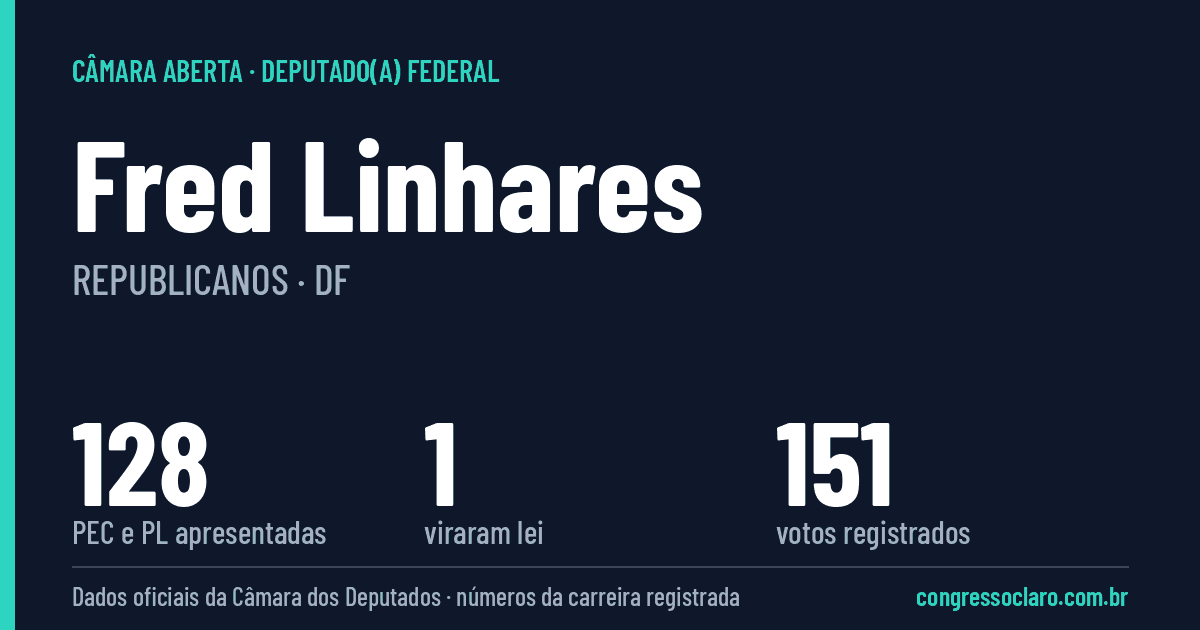 CÂMARA ABERTA · DEPUTADO(A) FEDERAL
Fred Linhares
REPUBLICANOS · DF
128
PEC e PL apresentadas
1
viraram lei
151
votos registrados
Dados oficiais da Câmara dos Deputados · números da carreira registrada
congressoclaro.com.br